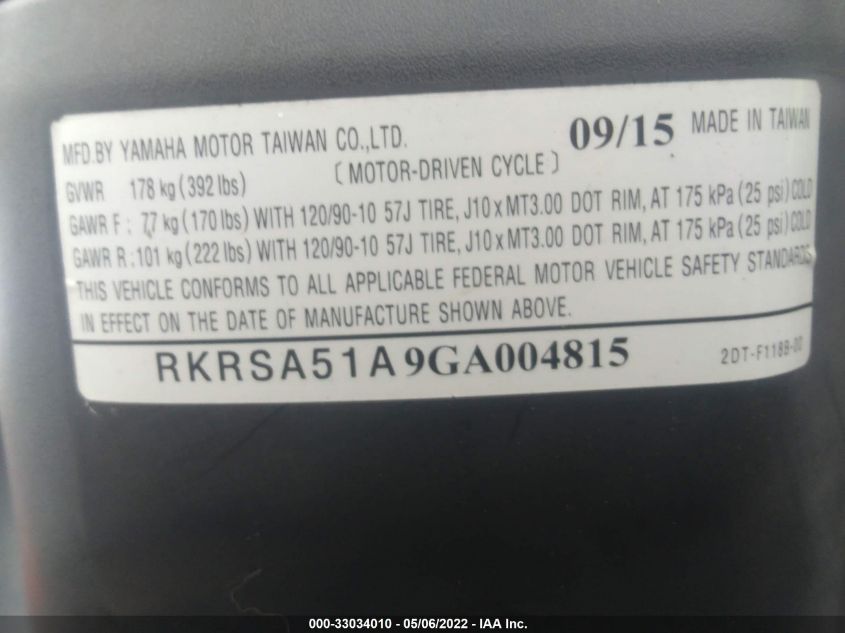 MFD.BY YAMAHA MOTOR TAIWAN CO.,LTD. 09/15 MADE IN TAIWAN
GVWR 178 kg (392 lbs) [ MOTOR-DRIVEN CYCLE ]
GAWR F : 77 kg (170 lbs) WITH 120/90-10 57J TIRE, J10 x MT3.00 DOT RIM, AT 175 kPa (25 psi) COLD
GAWR R : 101 kg (222 lbs) WITH 120/90-10 57J TIRE, J10 x MT3.00 DOT RIM, AT 175 kPa (25 psi) COLD
THIS VEHICLE CONFORMS TO ALL APPLICABLE FEDERAL MOTOR VEHICLE SAFETY STANDARDS
IN EFFECT ON THE DATE OF MANUFACTURE SHOWN ABOVE.
RKRSA51A9GA004815 2DT-F118B-00
000-33034010 - 05/06/2022 - IAA Inc.